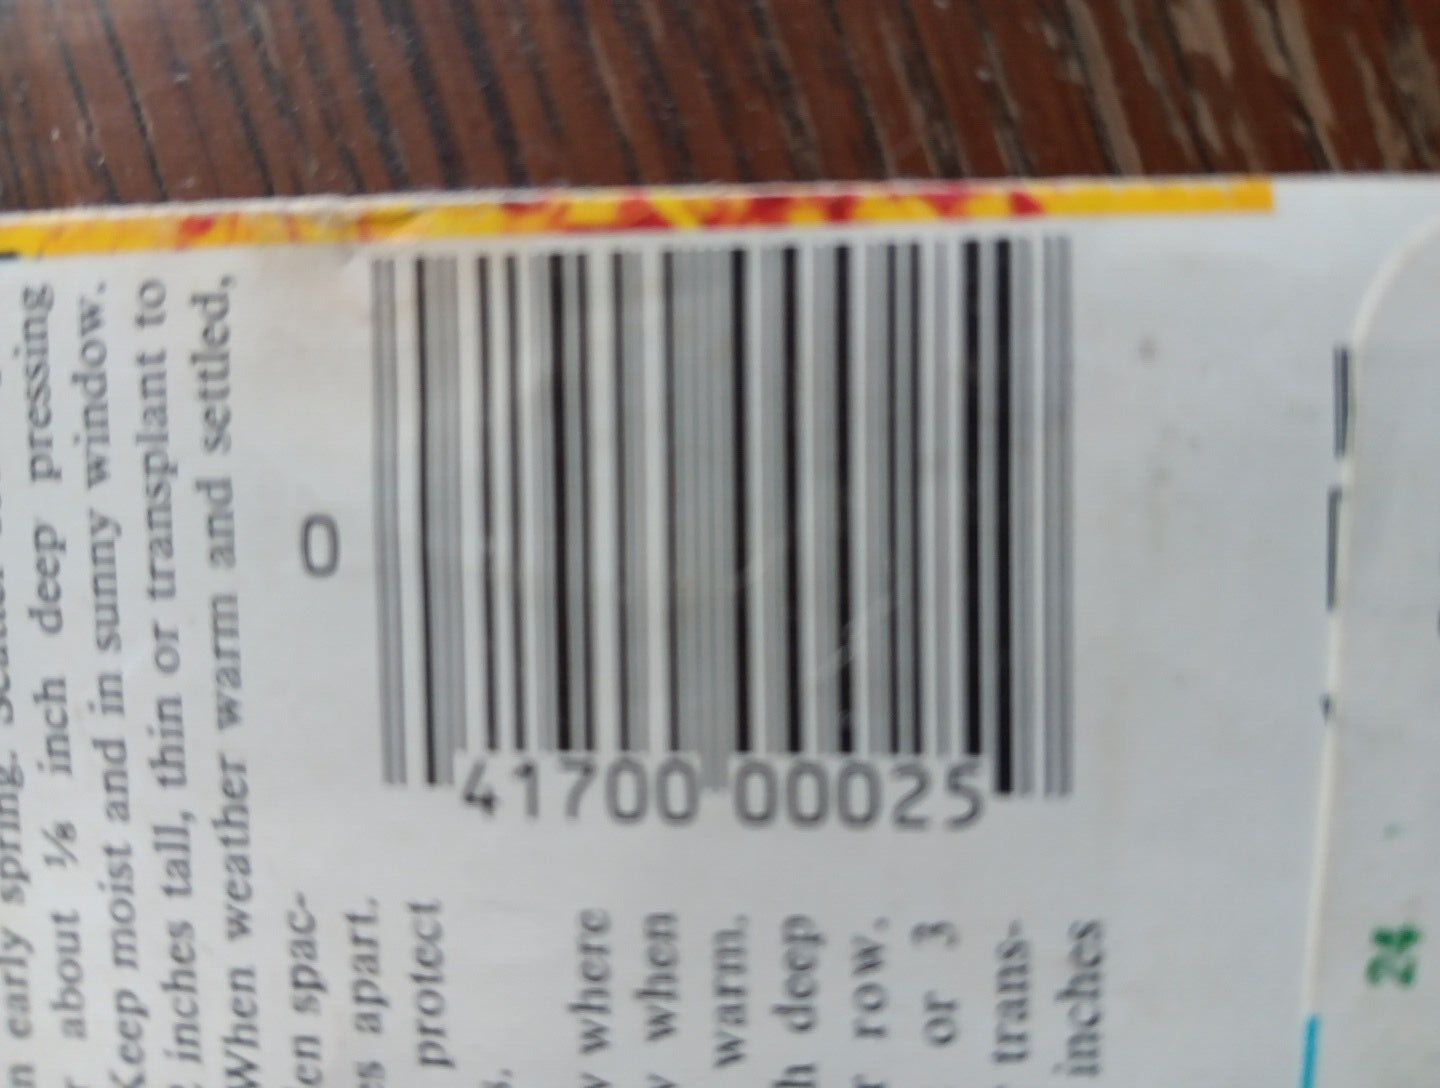 early spring.
about ⅛ inch deep pressing
Keep moist and in sunny window.
inches tall, thin or transplant to
When weather warm and settled,
spac-
apart.
protect
where
when
warm.
deep
row,
or 3
trans-
inches
0
41700 00025
24